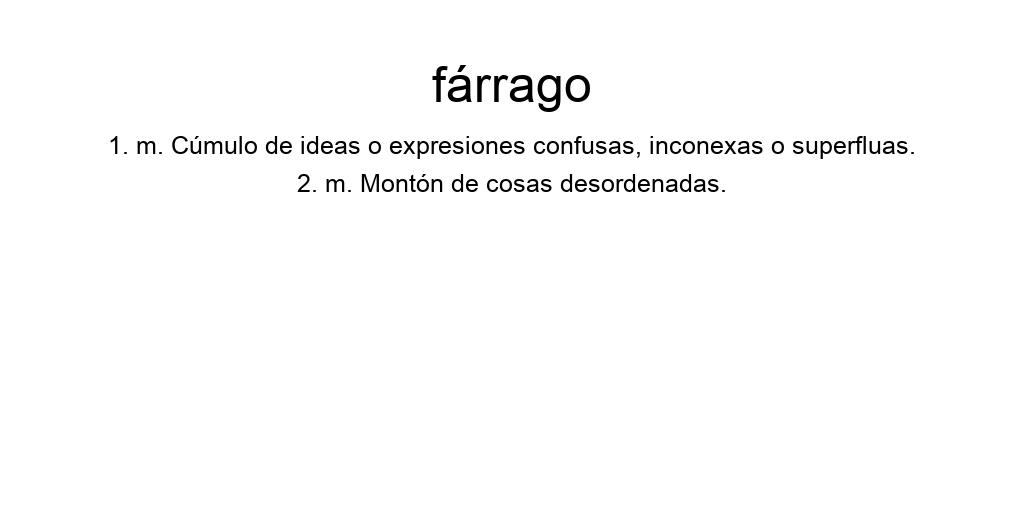 fárrago
1. m. Cúmulo de ideas o expresiones confusas, inconexas o superfluas.
2. m. Montón de cosas desordenadas.